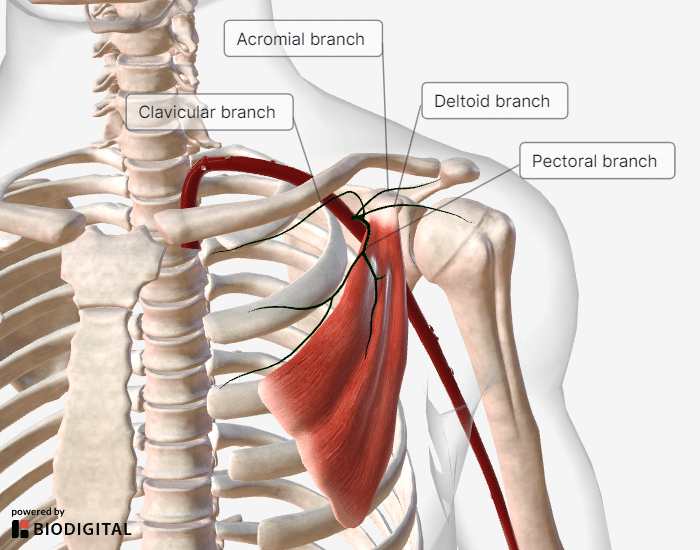 Acromial branch
Deltoid branch
Clavicular branch
Pectoral branch
powered by
BIODIGITAL